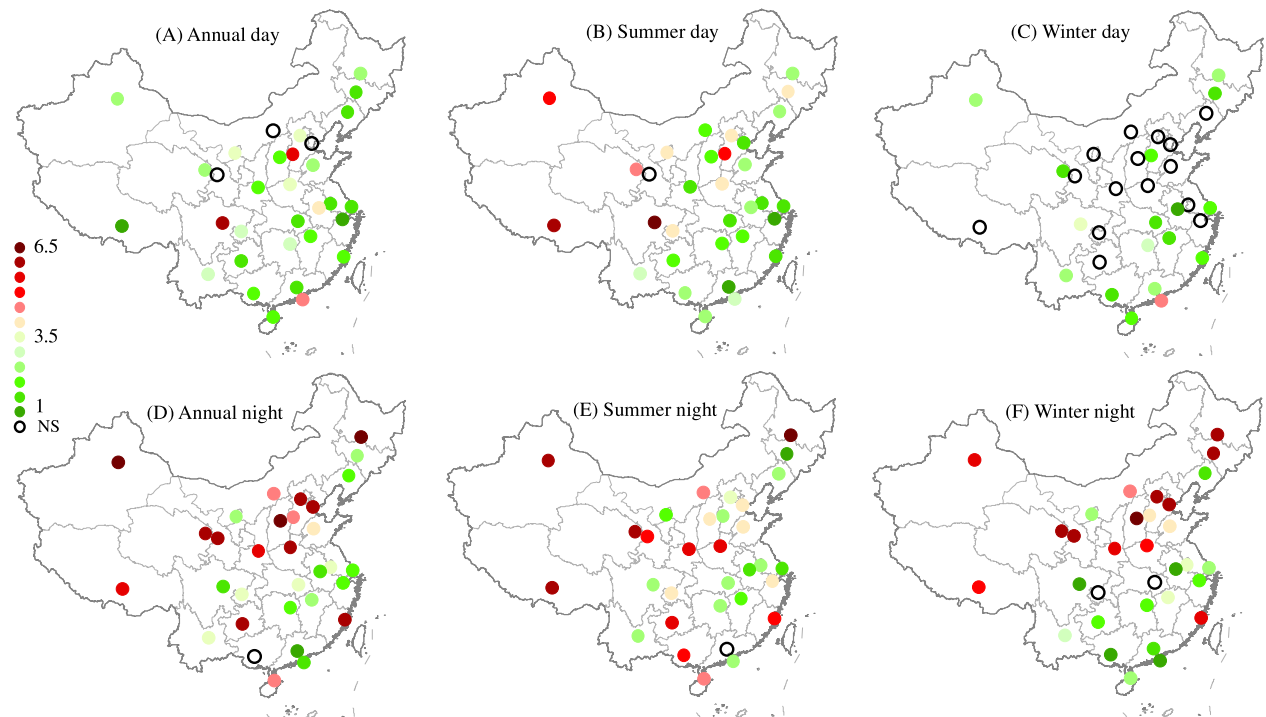 (A) Annual day
(B) Summer day
(C) Winter day
6.5
3.5
1
NS
(D) Annual night
(E) Summer night
(F) Winter night